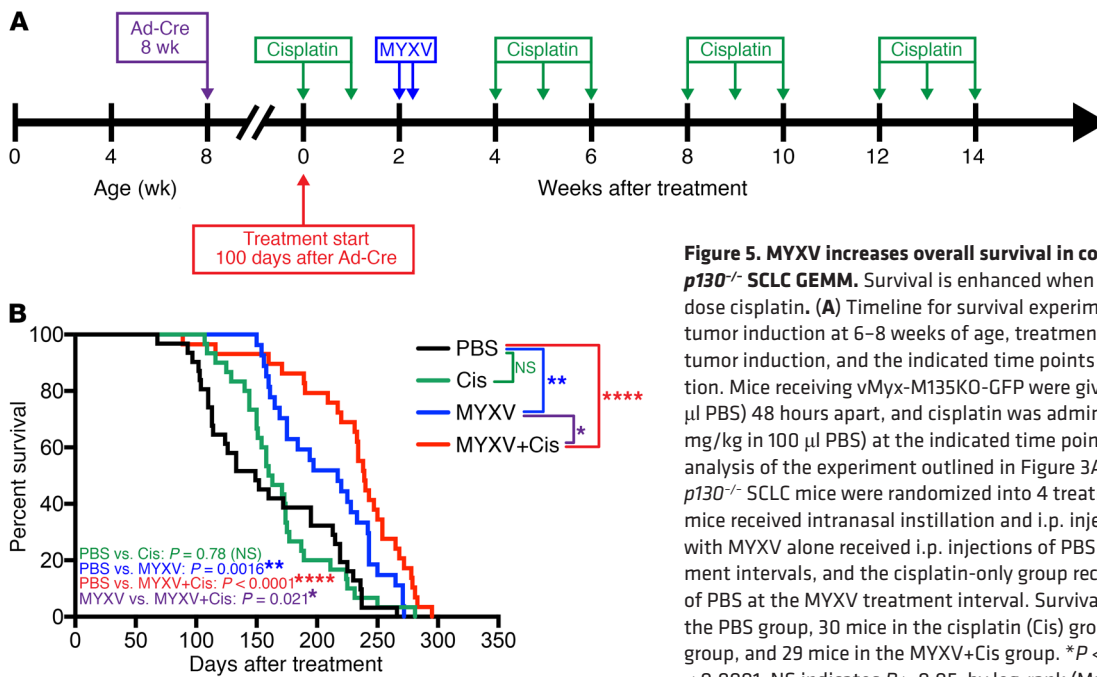 A
Ad-Cre
8 wk
Cisplatin
MYXV
Cisplatin
Cisplatin
Cisplatin
0 4 8 0 2 4 6 8 10 12 14
Age (wk)
Weeks after treatment
Treatment start
100 days after Ad-Cre
B
100
80
60
40
20
0
Percent survival
PBS
Cis
MYXV
MYXV+Cis
NS
**
*
****
PBS vs. Cis: P = 0.78 (NS)
PBS vs. MYXV: P = 0.0016**
PBS vs. MYXV+Cis: P < 0.0001****
MYXV vs. MYXV+Cis: P = 0.021*
0 50 100 150 200 250 300 350
Days after treatment
Figure 5. MYXV increases overall survival in co
p130–/– SCLC GEMM. Survival is enhanced when
dose cisplatin. (A) Timeline for survival experim
tumor induction at 6–8 weeks of age, treatmen
tumor induction, and the indicated time points
tion. Mice receiving vMyx-M135KO-GFP were giv
μl PBS) 48 hours apart, and cisplatin was admin
mg/kg in 100 μl PBS) at the indicated time poin
analysis of the experiment outlined in Figure 3A
p130–/– SCLC mice were randomized into 4 treat
mice received intranasal instillation and i.p. inje
with MYXV alone received i.p. injections of PBS
ment intervals, and the cisplatin-only group rec
of PBS at the MYXV treatment interval. Surviva
the PBS group, 30 mice in the cisplatin (Cis) gro
group, and 29 mice in the MYXV+Cis group. *P <